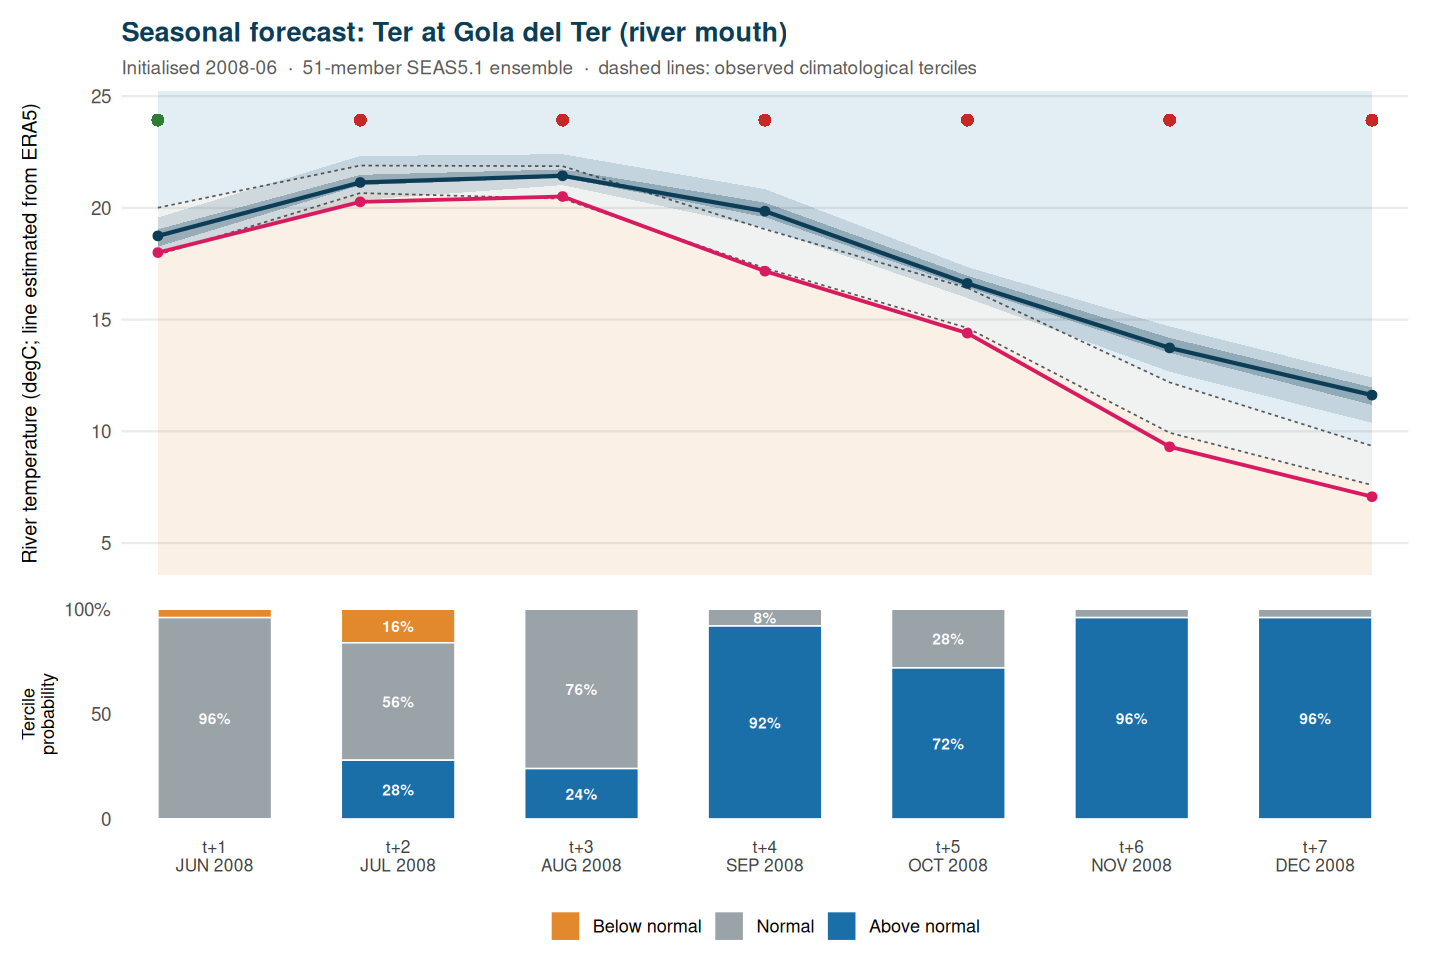 Seasonal forecast: Ter at Gola del Ter (river mouth)
Initialised 2008-06 · 51-member SEAS5.1 ensemble · dashed lines: observed climatological terciles
River temperature (degC; line estimated from ERA5)
25
20
15
10
5
Tercile
probability
100%
50
0
96%
16%
56%
28%
76%
24%
8%
92%
28%
72%
96%
96%
t+1
JUN 2008
t+2
JUL 2008
t+3
AUG 2008
t+4
SEP 2008
t+5
OCT 2008
t+6
NOV 2008
t+7
DEC 2008
Below normal
Normal
Above normal